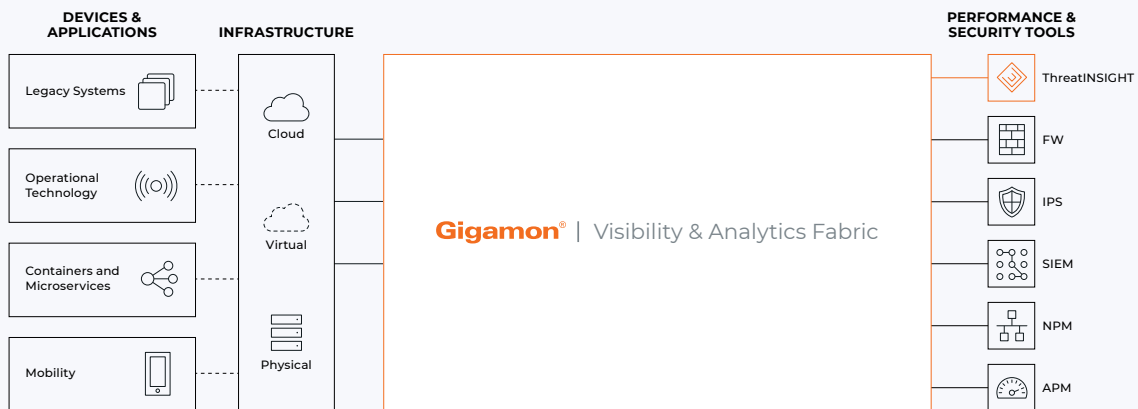 DEVICES &
APPLICATIONS
INFRASTRUCTURE
PERFORMANCE &
SECURITY TOOLS
Legacy Systems
Operational
Technology
Containers and
Microservices
Mobility
Cloud
Virtual
Physical
Gigamon® | Visibility & Analytics Fabric
ThreatINSIGHT
FW
IPS
SIEM
NPM
APM